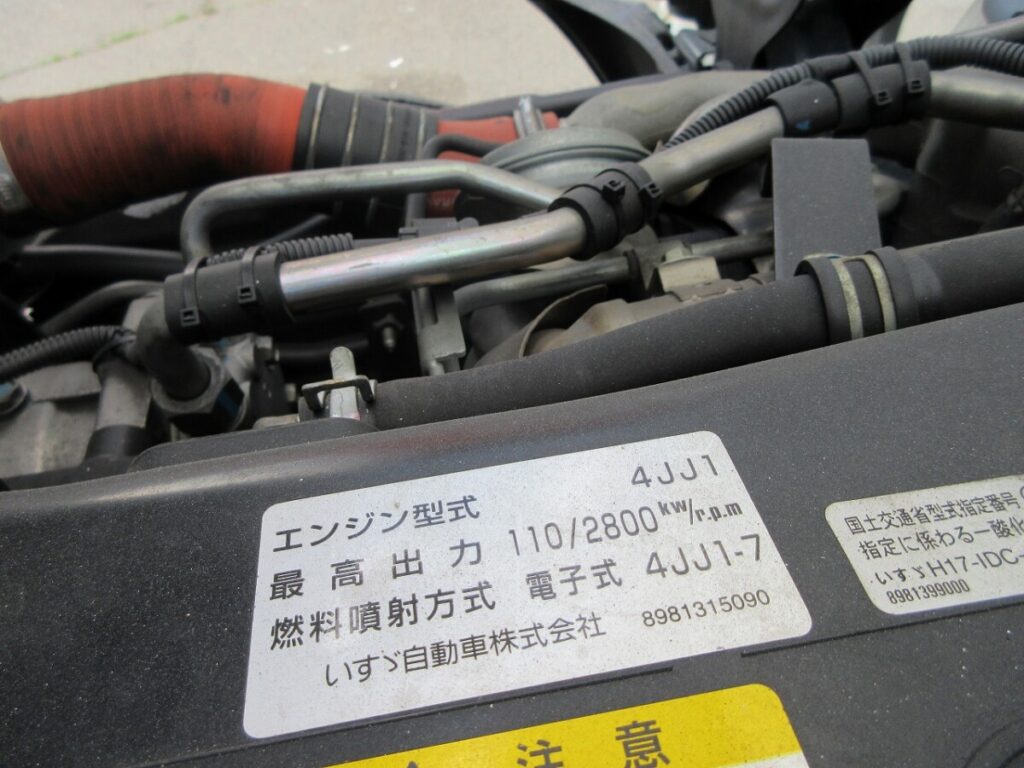 エンジン型式 4JJ1
最高出力 110/2800kw/r.p.m
燃料噴射方式 電子式 4JJ1-7
いすゞ自動車株式会社 8981315090
国土交通省型式指定番号
指定に係わる一酸化
いすゞH17-IDC-
8981399000
注意